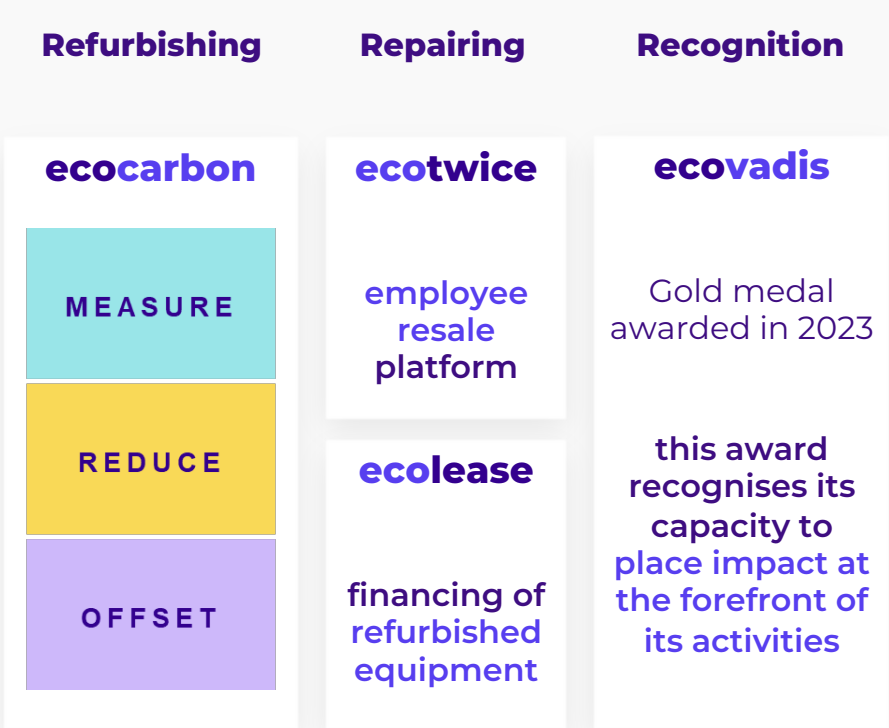 Refurbishing
Repairing
Recognition
ecocarbon
MEASURE
REDUCE
OFFSET
ecotwice
employee
resale
platform
ecolease
financing of
refurbished
equipment
ecovadis
Gold medal
awarded in 2023
this award
recognises its
capacity to
place impact at
the forefront of
its activities